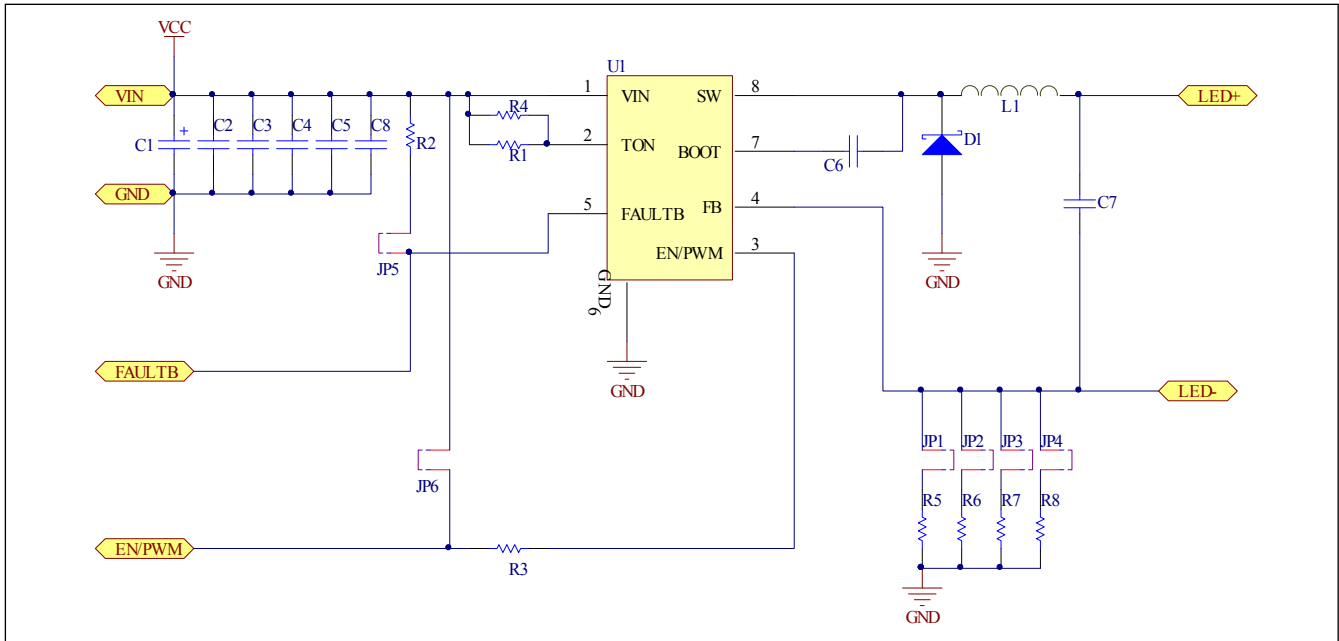 VCC
U1
VIN
1
VIN
SW
8
L1
LED+
C1
+
C2
C3
C4
C5
C8
R2
R4
R1
2
TON
BOOT
7
C6
D1
GND
5
FAULTB
FB
4
C7
JP5
EN/PWM
3
GND
GND
6
GND
FAULTB
GND
LED-
JP6
JP1
JP2
JP3
JP4
R5
R6
R7
R8
EN/PWM
R3
GND